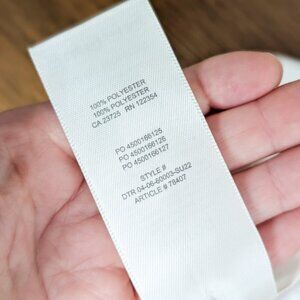 100% POLYESTER
100% POLYESTER
CA 23725 RN 122354
PO 4500166125
PO 4500166126
PO 4500166127
STYLE #
DTR 04-06-60003-SU22
ARTICLE # 78407